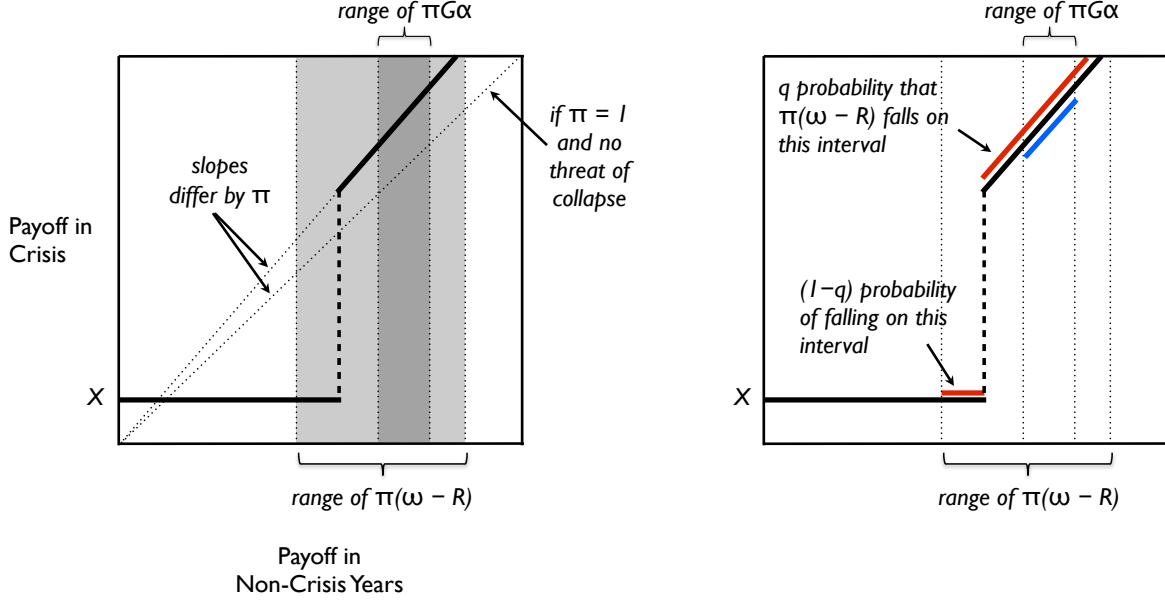 range of πGα
if π = 1
and no
threat of
collapse
slopes
differ by π
Payoff in
Crisis
X
range of π(ω − R)
Payoff in
Non-Crisis Years
range of πGα
q probability that
π(ω − R) falls on
this interval
(1−q) probability
of falling on this
interval
X
range of π(ω − R)